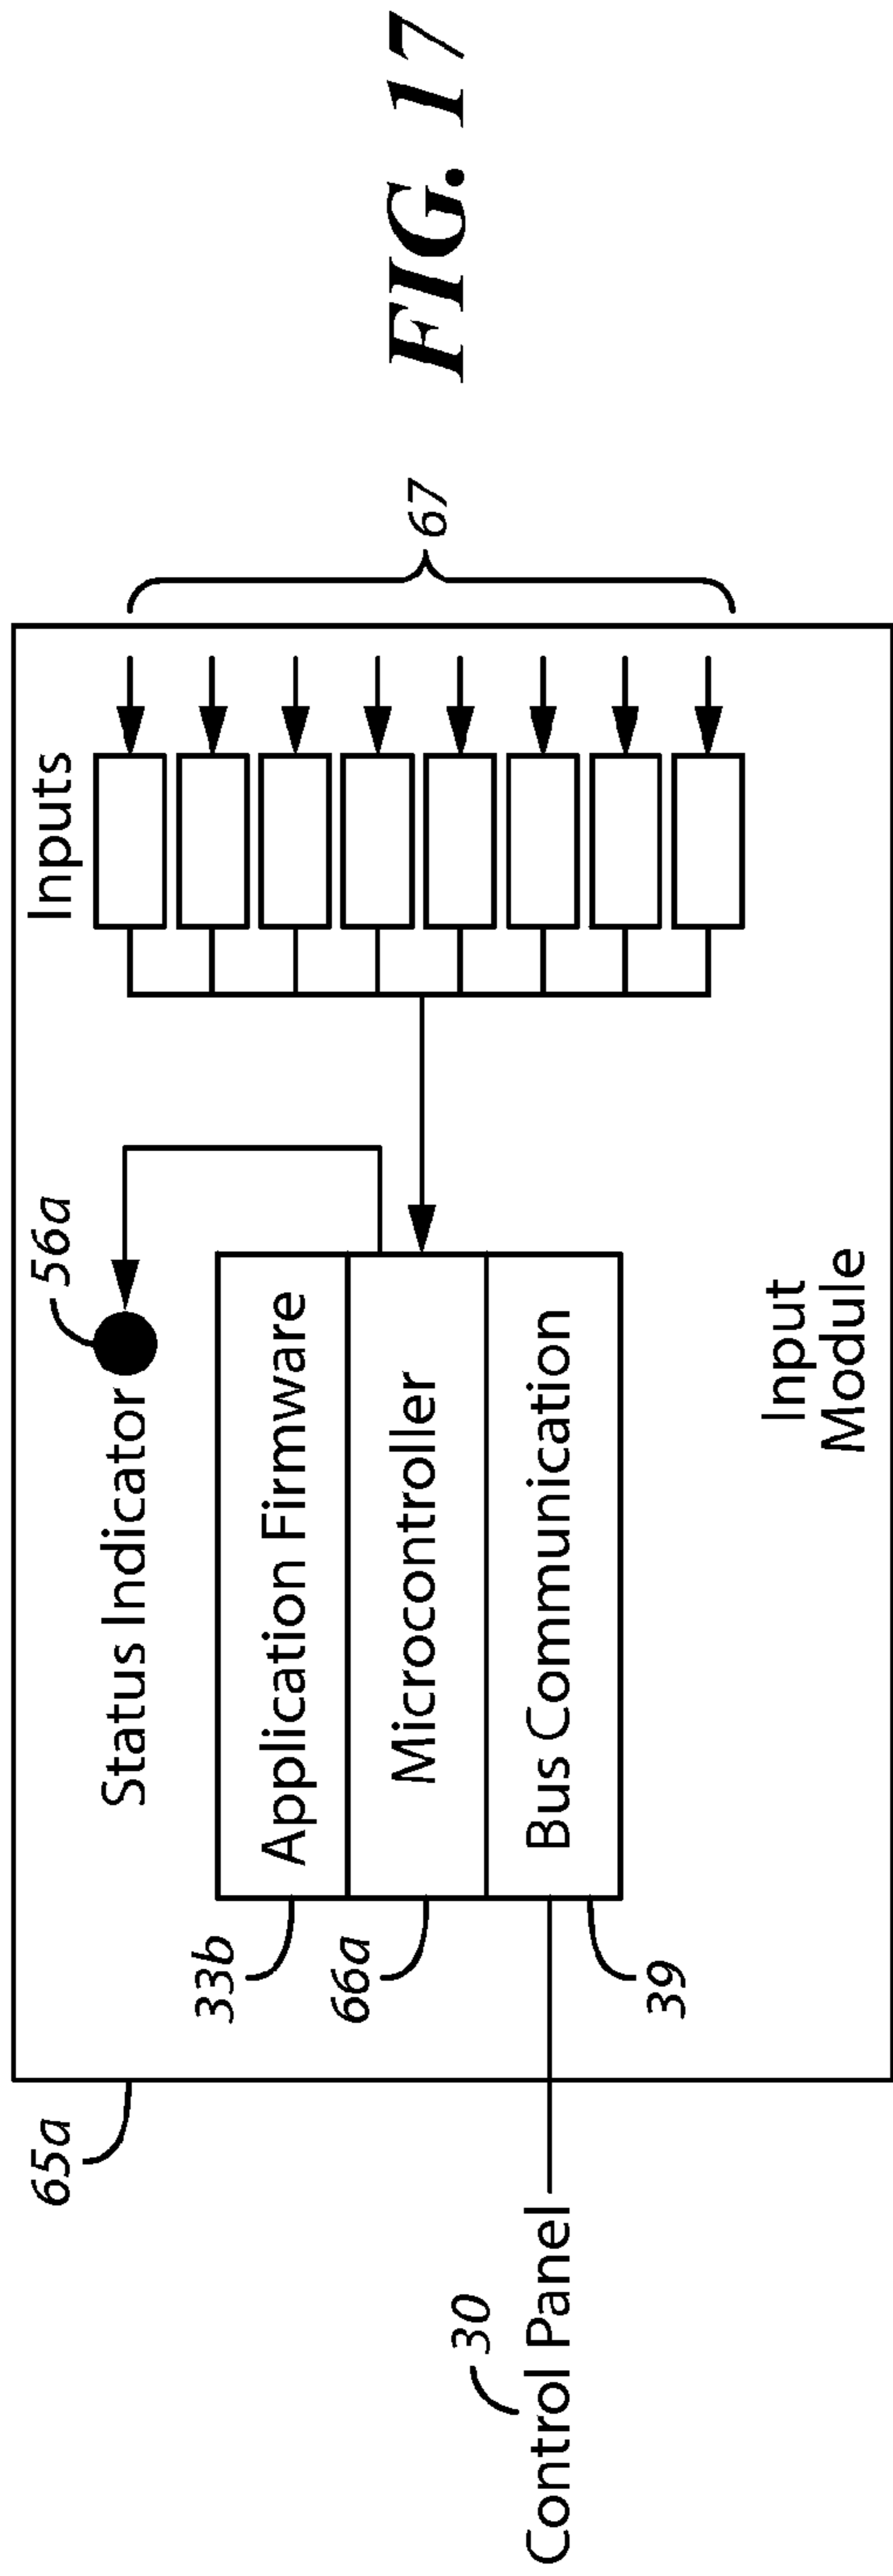 65a
Status Indicator
56a
Inputs
33b
Application Firmware
66a
Microcontroller
67
30
Control Panel
Bus Communication
39
Input
Module
FIG. 17